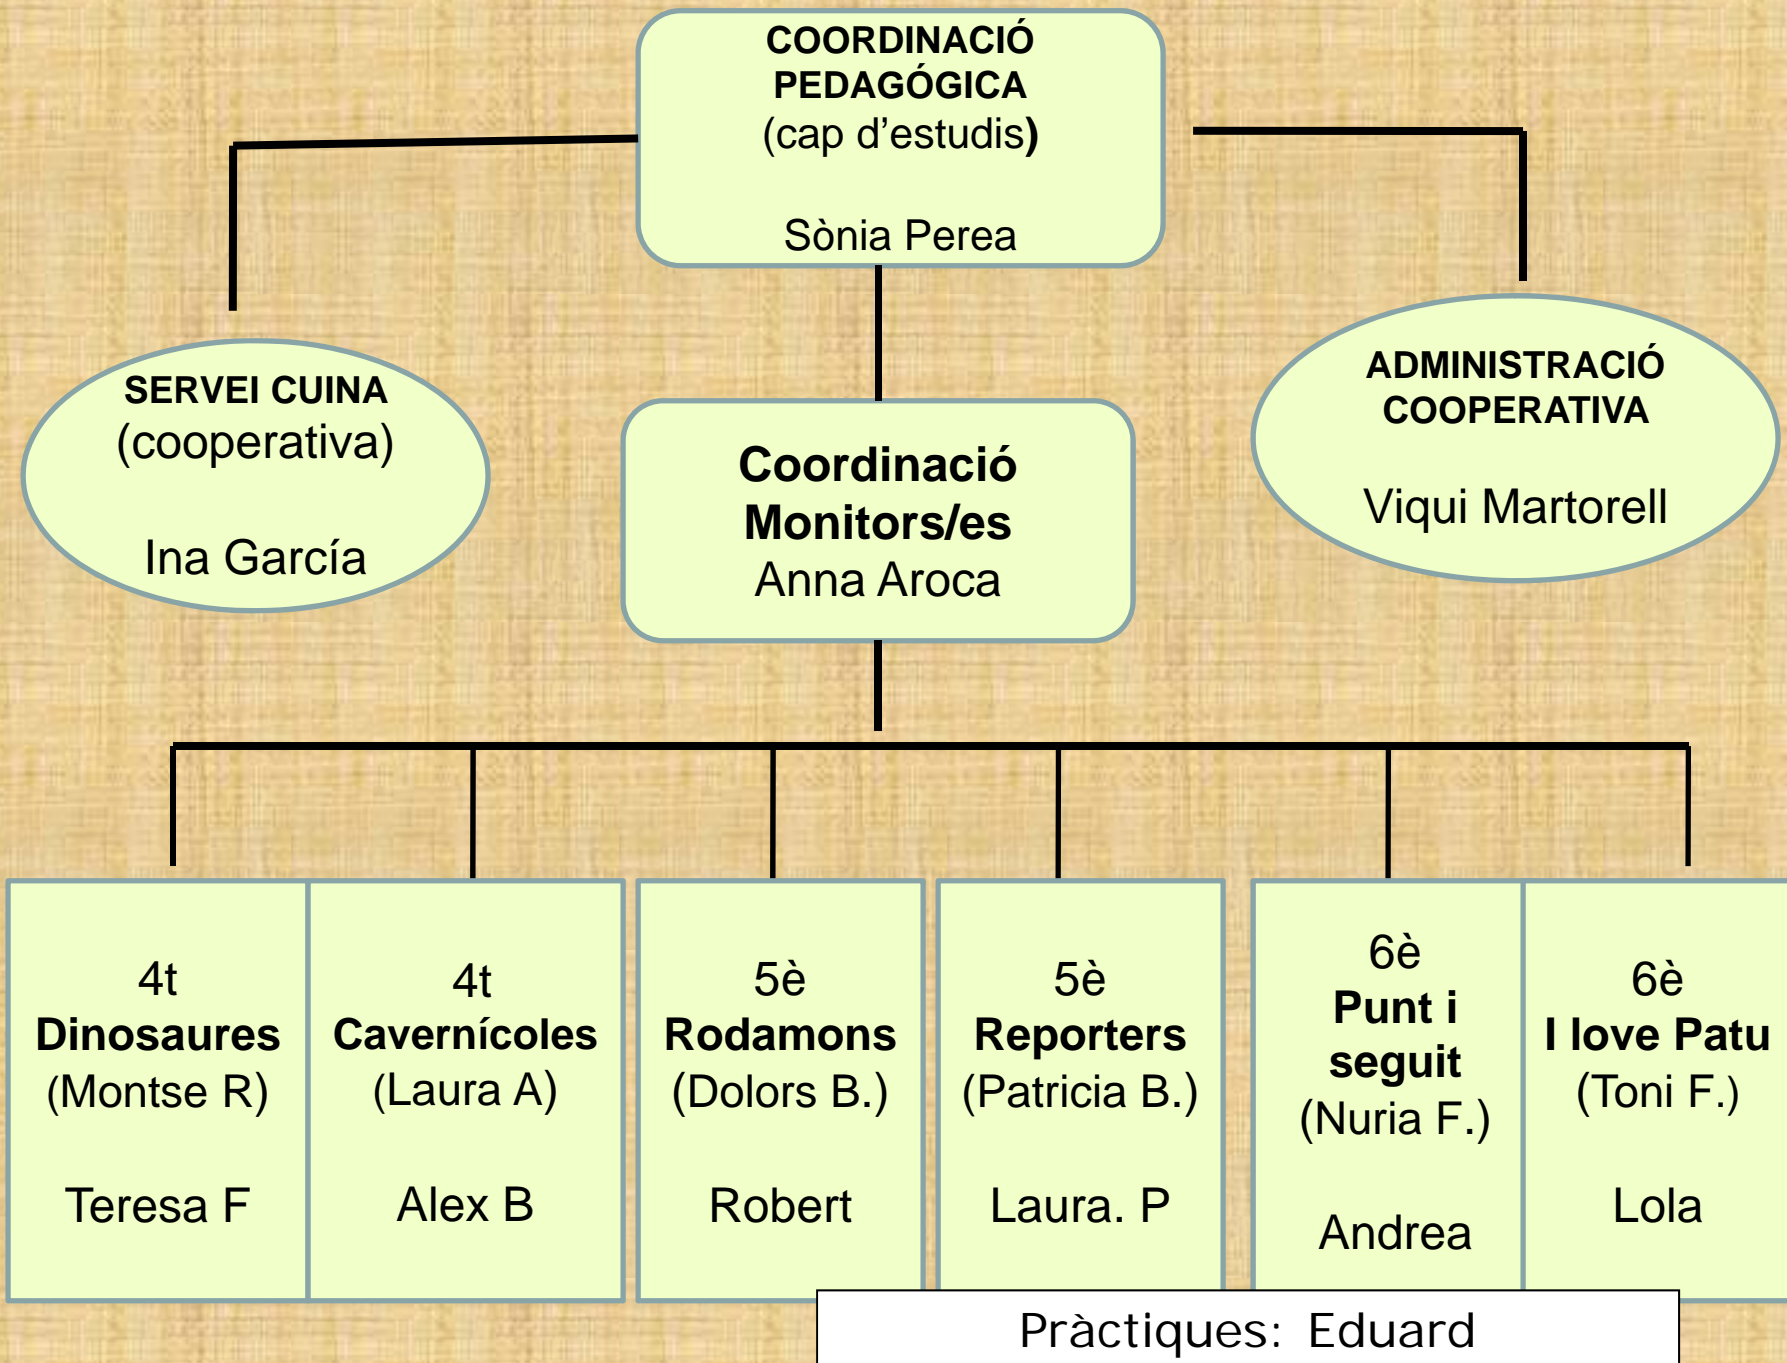 COORDINACIÓ
PEDAGÓGICA
(cap d’estudis)
Sònia Perea
SERVEI CUINA
(cooperativa)
Ina García
Coordinació
Monitors/es
Anna Aroca
ADMINISTRACIÓ
COOPERATIVA
Viqui Martorell
4t
Dinosaures
(Montse R)
Teresa F
4t
Cavernícoles
(Laura A)
Alex B
5è
Rodamons
(Dolors B.)
Robert
5è
Reporters
(Patricia B.)
Laura. P
6è
Punt i
seguit
(Nuria F.)
Andrea
6è
I love Patu
(Toni F.)
Lola
Pràctiques: Eduard